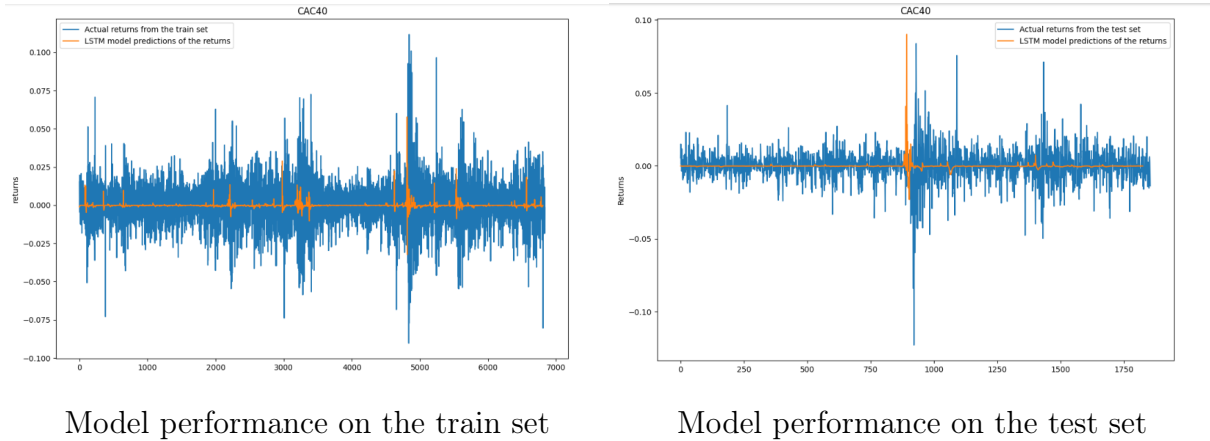 CAC40
Actual returns from the train set
LSTM model predictions of the returns
returns
0.100
0.075
0.050
0.025
0.000
−0.025
−0.050
−0.075
−0.100
0 1000 2000 3000 4000 5000 6000 7000
Model performance on the train set
CAC40
Actual returns from the test set
LSTM model predictions of the returns
Returns
0.10
0.05
0.00
−0.05
−0.10
0 250 500 750 1000 1250 1500 1750
Model performance on the test set